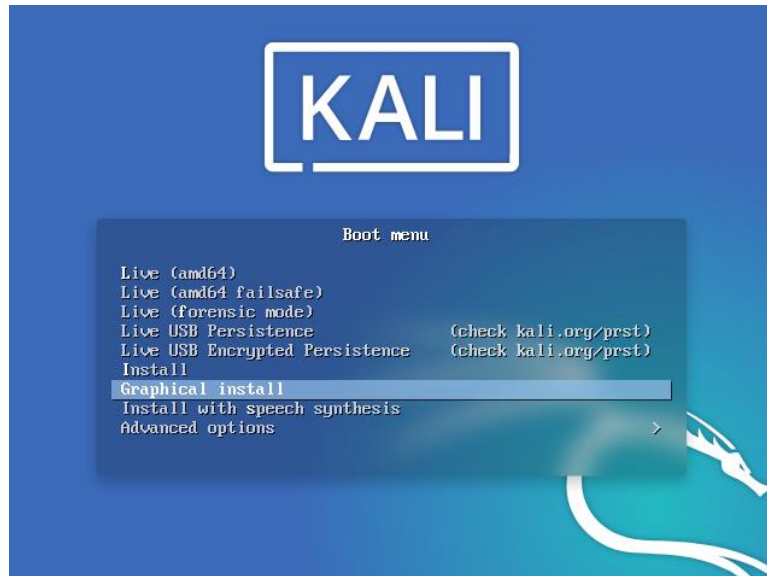 KALI
Boot menu
Live (amd64)
Live (amd64 failsafe)
Live (forensic mode)
Live USB Persistence (check kali.org/prst)
Live USB Encrypted Persistence (check kali.org/prst)
Install
Graphical install
Install with speech synthesis
Advanced options >